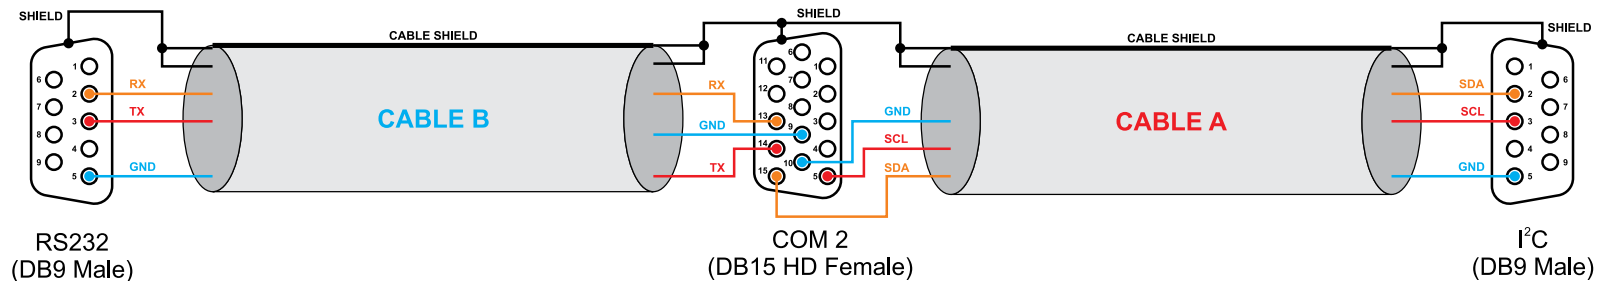 SHIELD
CABLE SHIELD
CABLE B
RX
TX
GND
1
2
3
4
5
6
7
8
9
RS232
(DB9 Male)
SHIELD
RX
GND
TX
GND
SCL
SDA
6
11
1
7
12
2
8
13
3
9
14
4
10
15
5
COM 2
(DB15 HD Female)
CABLE SHIELD
CABLE A
SHIELD
SDA
SCL
GND
1
2
3
4
5
6
7
8
9
I²C
(DB9 Male)